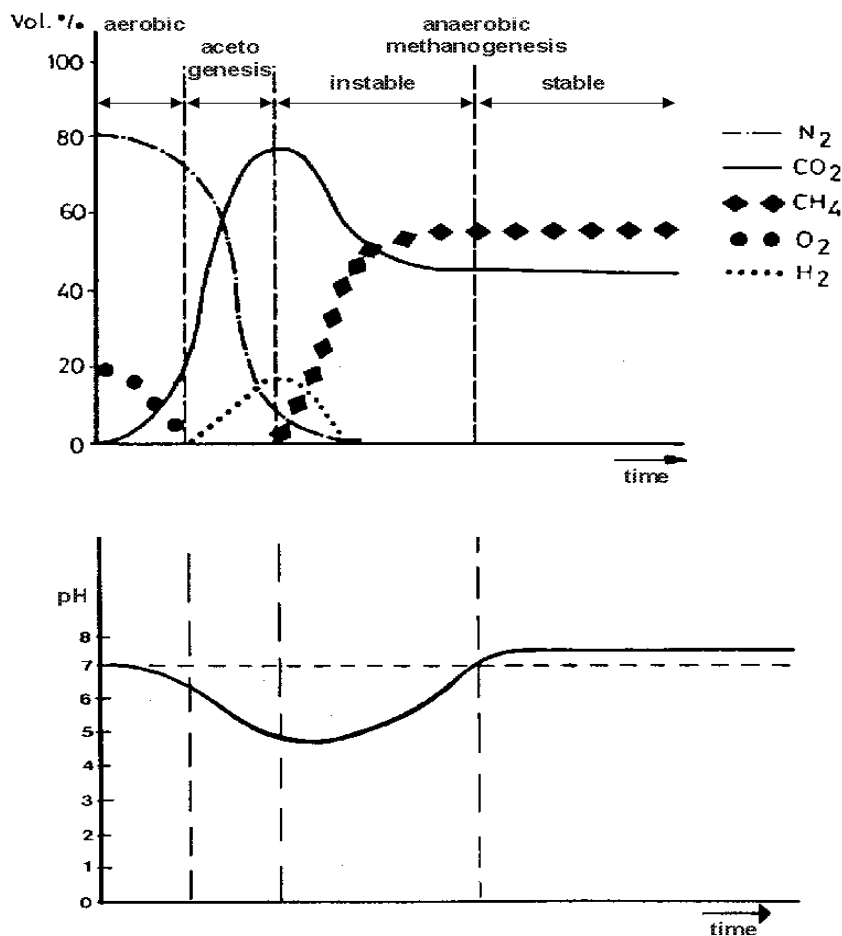 Vol. %
aerobic
aceto
genesis
anaerobic
methanogenesis
instable
stable
100
80
60
40
20
0
N2
CO2
CH4
O2
H2
time
pH
8
7
6
5
4
3
2
1
0
time